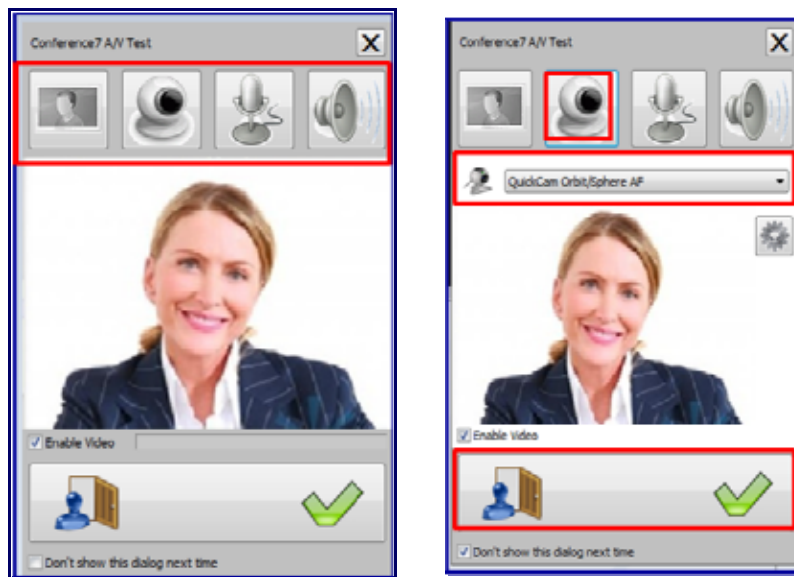 Conference7 A/V Test
X
Enable Video
Don't show this dialog next time
Conference7 A/V Test
X
QuickCam Orbit/Sphere AF
Enable Video
Don't show this dialog next time